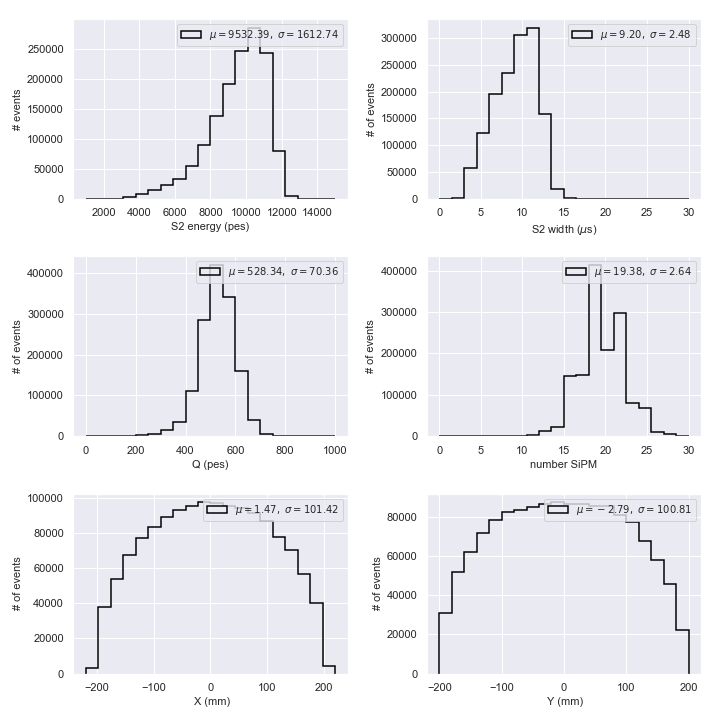 μ = 9532.39, σ = 1612.74
# events
250000
200000
150000
100000
50000
0
2000 4000 6000 8000 10000 12000 14000
S2 energy (pes)
μ = 9.20, σ = 2.48
# of events
300000
250000
200000
150000
100000
50000
0
0 5 10 15 20 25 30
S2 width (μs)
μ = 528.34, σ = 70.36
# of events
400000
300000
200000
100000
0
0 200 400 600 800 1000
Q (pes)
μ = 19.38, σ = 2.64
# of events
400000
300000
200000
100000
0
0 5 10 15 20 25 30
number SiPM
μ = 1.47, σ = 101.42
# of events
100000
80000
60000
40000
20000
0
−200 −100 0 100 200
X (mm)
μ = −2.79, σ = 100.81
# of events
80000
60000
40000
20000
0
−200 −100 0 100 200
Y (mm)